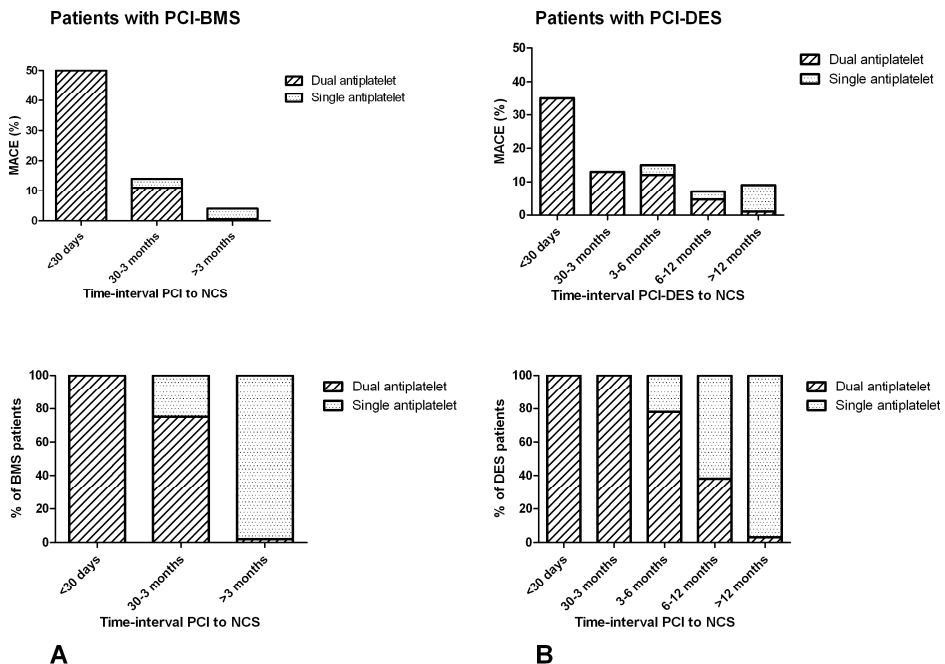 Patients with PCI-BMS
MACE (%)
50
40
30
20
10
0
<30 days
30-3 months
>3 months
Time-interval PCI to NCS
Dual antiplatelet
Single antiplatelet
Patients with PCI-DES
MACE (%)
50
40
30
20
10
0
<30 days
30-3 months
3-6 months
6-12 months
>12 months
Time-interval PCI-DES to NCS
Dual antiplatelet
Single antiplatelet
% of BMS patients
100
80
60
40
20
0
<30 days
30-3 months
>3 months
Time-interval PCI to NCS
Dual antiplatelet
Single antiplatelet
A
% of DES patients
100
80
60
40
20
0
<30 days
30-3 months
3-6 months
6-12 months
>12 months
Time-interval PCI to NCS
Dual antiplatelet
Single antiplatelet
B